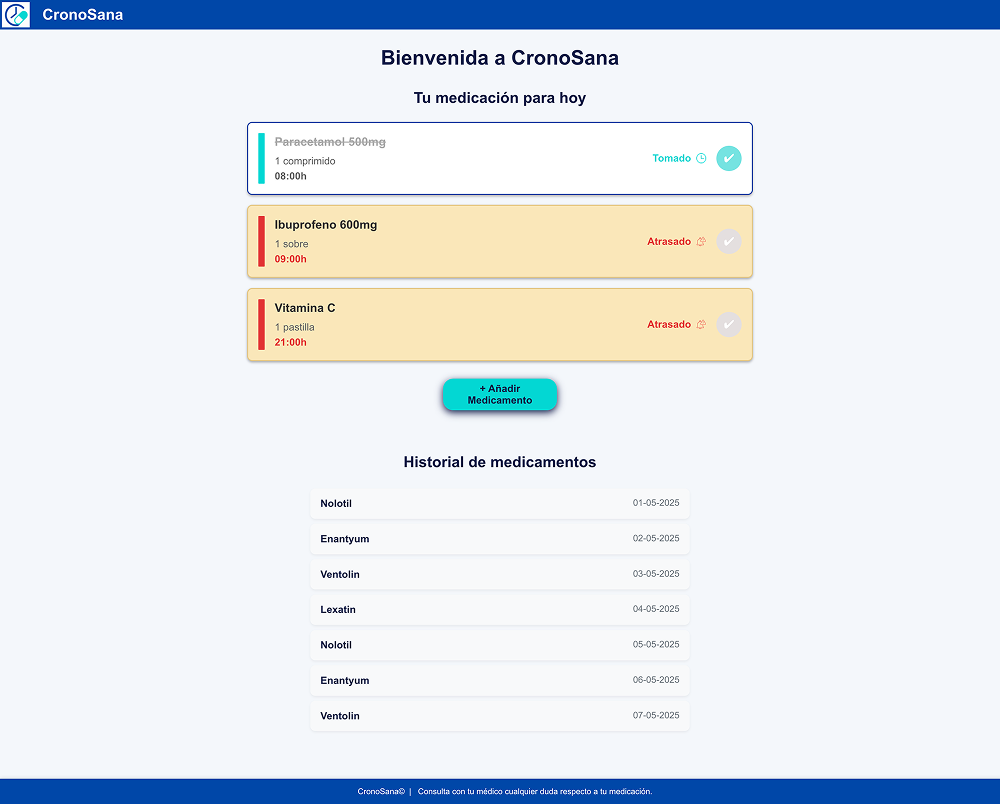 CronoSana
Bienvenida a CronoSana
Tu medicación para hoy
Paracetamol 500mg
1 comprimido
08:00h
Tomado
Ibuprofeno 600mg
1 sobre
09:00h
Atrasado
Vitamina C
1 pastilla
21:00h
Atrasado
+ Añadir
Medicamento
Historial de medicamentos
Nolotil 01-05-2025
Enantyum 02-05-2025
Ventolin 03-05-2025
Lexatin 04-05-2025
Nolotil 05-05-2025
Enantyum 06-05-2025
Ventolin 07-05-2025
CronoSana© | Consulta con tu médico cualquier duda respecto a tu medicación.